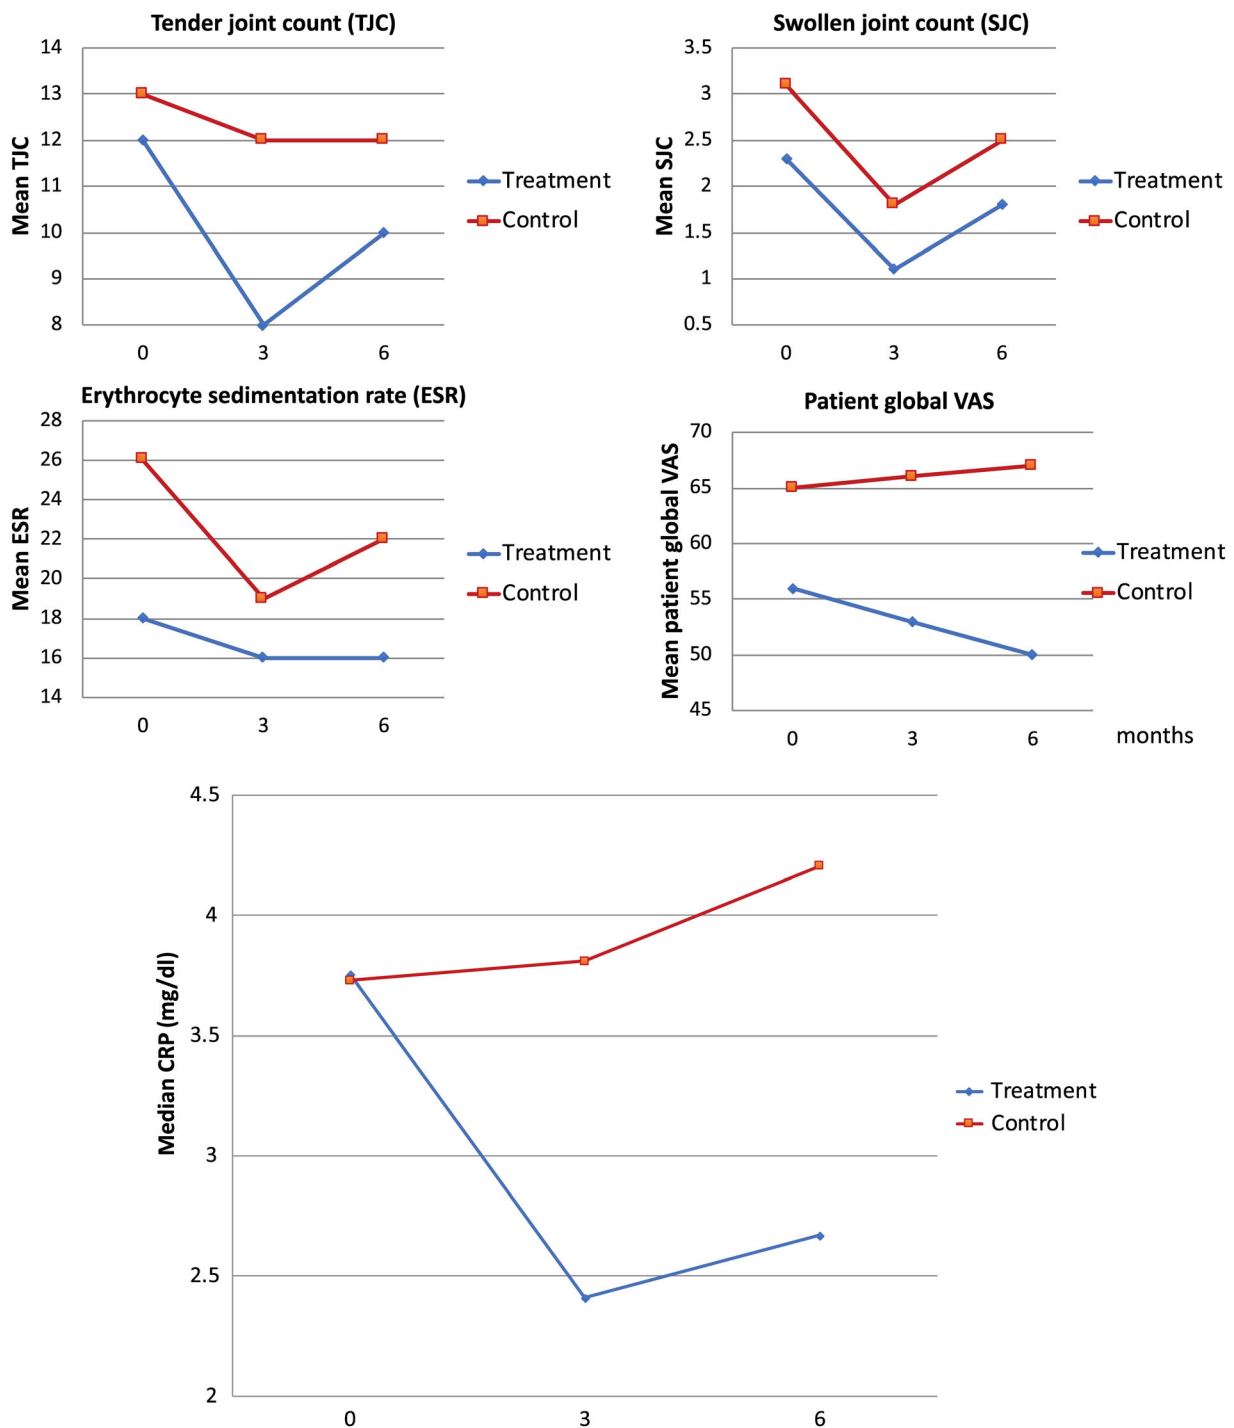 Tender joint count (TJC)
14
13
12
11
10
9
8
Mean TJC
0 3 6
Treatment
Control
Swollen joint count (SJC)
3.5
3
2.5
2
1.5
1
0.5
Mean SJC
0 3 6
Treatment
Control
Erythrocyte sedimentation rate (ESR)
28
26
24
22
20
18
16
14
Mean ESR
0 3 6
Treatment
Control
Patient global VAS
70
65
60
55
50
45
Mean patient global VAS
0 3 6 months
Treatment
Control
4.5
4
3.5
3
2.5
2
Median CRP (mg/dl)
0 3 6
Treatment
Control